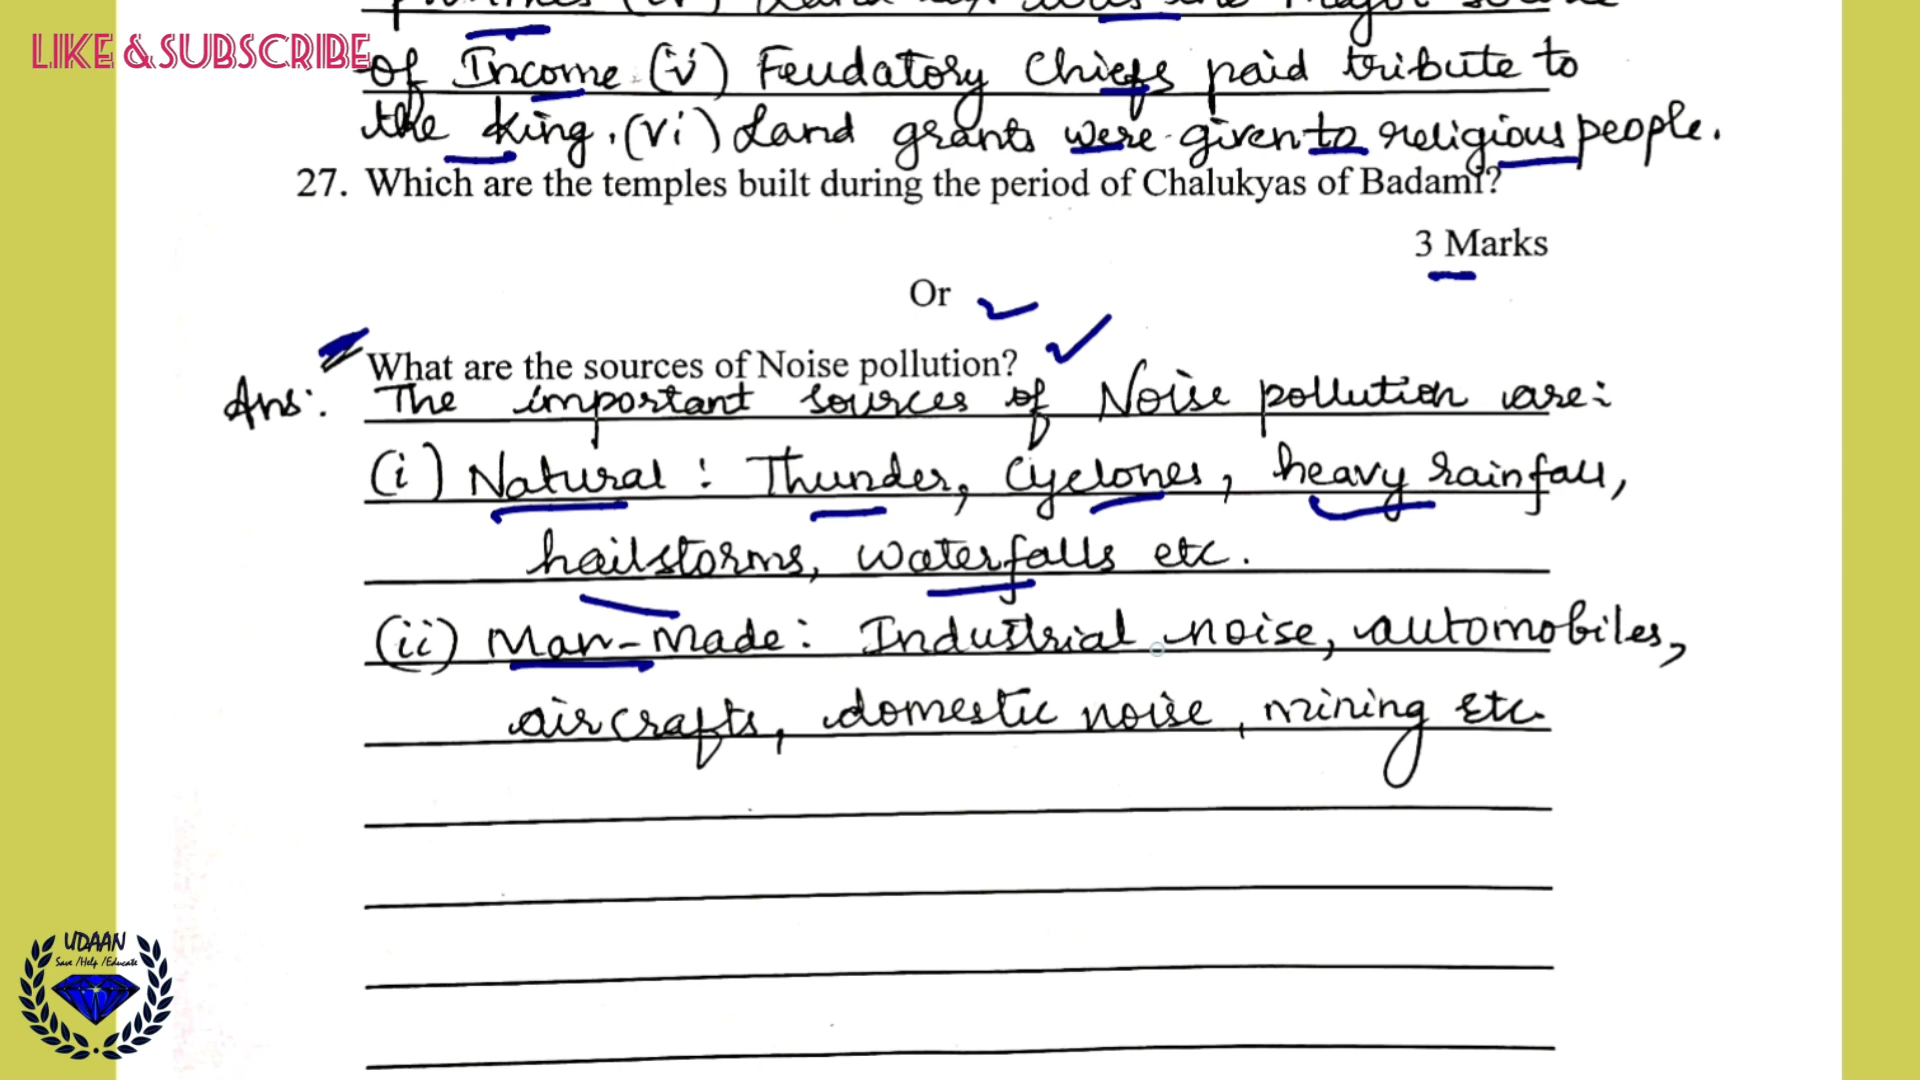 LIKE & SUBSCRIBE
of Income (v) Feudatory Chiefs paid tribute to
the king. (vi) Land grants were given to religious people.
27. Which are the temples built during the period of Chalukyas of Badami?
3 Marks
Or
What are the sources of Noise pollution?
Ans: The important sources of Noise pollution are:
(i) Natural: Thunder, Cyclones, heavy rainfall,
hailstorms, waterfalls etc.
(ii) Man-made: Industrial noise, automobiles,
aircrafts, domestic noise, mining etc.
UDAAN
Save /Help /Educate